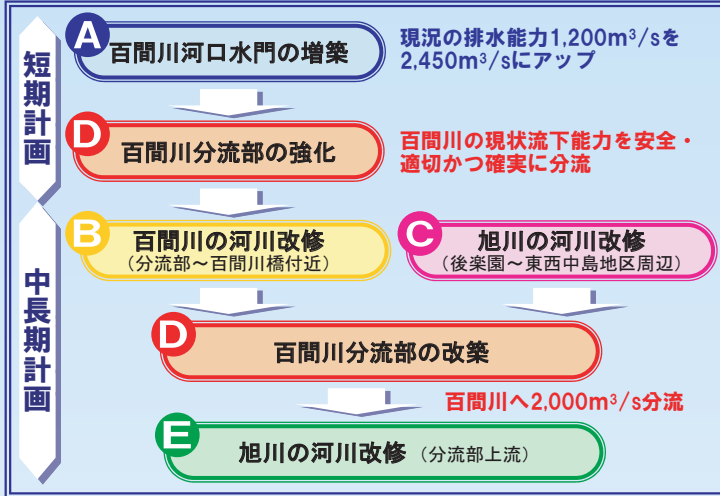 短期計画
A
百間川河口水門の増築
現況の排水能力1,200m³/sを
2,450m³/sにアップ
D
百間川分流部の強化
百間川の現状流下能力を安全・
適切かつ確実に分流
中長期計画
B
百間川の河川改修
（分流部～百間川橋付近）
C
旭川の河川改修
（後楽園～東西中島地区周辺）
D
百間川分流部の改築
百間川へ2,000m³/s分流
E
旭川の河川改修（分流部上流）